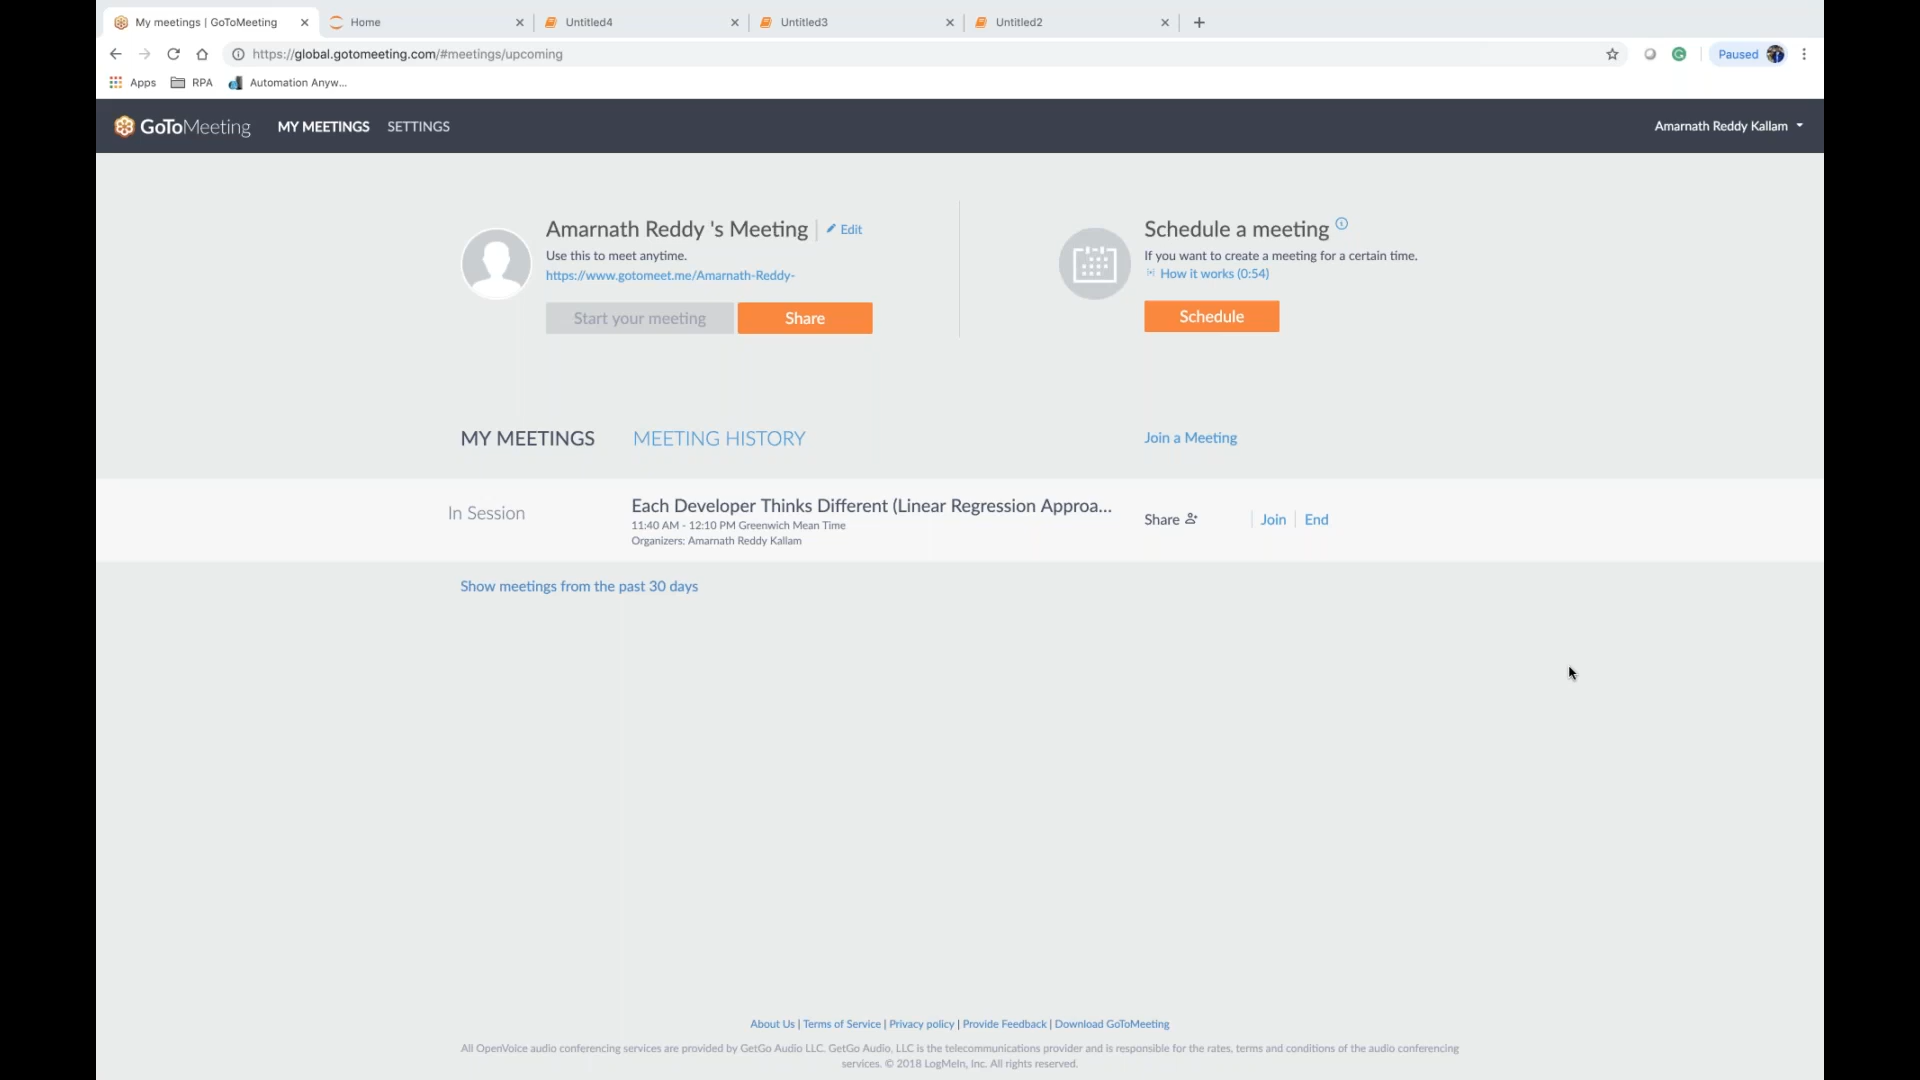 My meetings | GoToMeeting
Home
Untitled4
Untitled3
Untitled2
https://global.gotomeeting.com/#meetings/upcoming
Paused
Apps
RPA
Automation Anyw...
GoToMeeting
MY MEETINGS
SETTINGS
Amarnath Reddy Kallam
Amarnath Reddy 's Meeting
Edit
Use this to meet anytime.
https://www.gotomeet.me/Amarnath-Reddy-
Start your meeting
Share
Schedule a meeting
If you want to create a meeting for a certain time.
How it works (0:54)
Schedule
MY MEETINGS
MEETING HISTORY
Join a Meeting
In Session
Each Developer Thinks Different (Linear Regression Approa...
11:40 AM - 12:10 PM Greenwich Mean Time
Organizers: Amarnath Reddy Kallam
Share
Join
End
Show meetings from the past 30 days
About Us | Terms of Service | Privacy policy | Provide Feedback | Download GoToMeeting
All OpenVoice audio conferencing services are provided by GetGo Audio LLC. GetGo Audio, LLC is the telecommunications provider and is responsible for the rates, terms and conditions of the audio conferencing
services. © 2018 LogMeIn, Inc. All rights reserved.